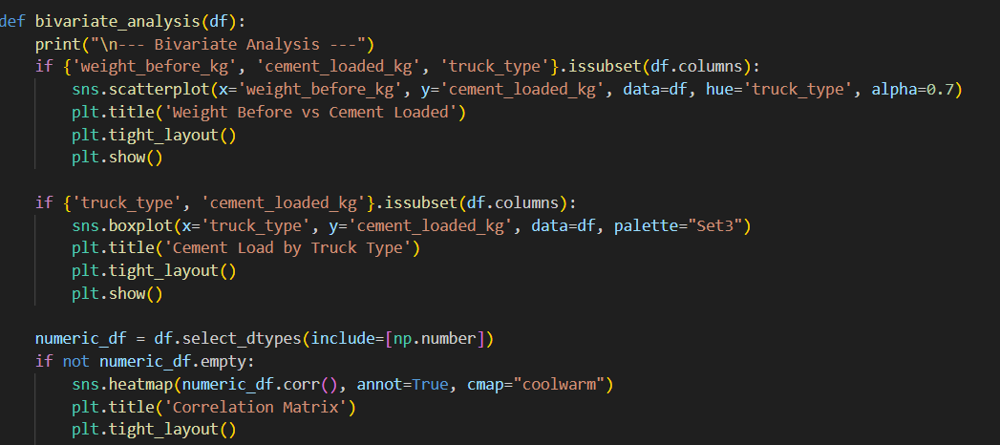 def bivariate_analysis(df):
    print("\n--- Bivariate Analysis ---")
    if {'weight_before_kg', 'cement_loaded_kg', 'truck_type'}.issubset(df.columns):
        sns.scatterplot(x='weight_before_kg', y='cement_loaded_kg', data=df, hue='truck_type', alpha=0.7)
        plt.title('Weight Before vs Cement Loaded')
        plt.tight_layout()
        plt.show()

    if {'truck_type', 'cement_loaded_kg'}.issubset(df.columns):
        sns.boxplot(x='truck_type', y='cement_loaded_kg', data=df, palette="Set3")
        plt.title('Cement Load by Truck Type')
        plt.tight_layout()
        plt.show()

    numeric_df = df.select_dtypes(include=[np.number])
    if not numeric_df.empty:
        sns.heatmap(numeric_df.corr(), annot=True, cmap="coolwarm")
        plt.title('Correlation Matrix')
        plt.tight_layout()